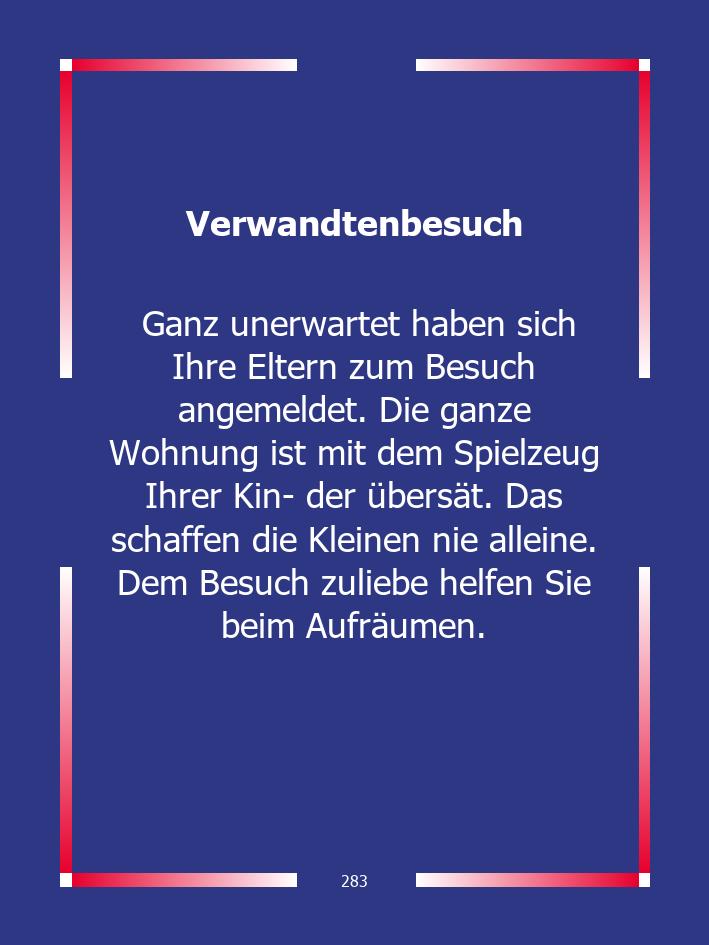 Verwandtenbesuch
Ganz unerwartet haben sich
Ihre Eltern zum Besuch
angemeldet. Die ganze
Wohnung ist mit dem Spielzeug
Ihrer Kin- der übersät. Das
schaffen die Kleinen nie alleine.
Dem Besuch zuliebe helfen Sie
beim Aufräumen.
283